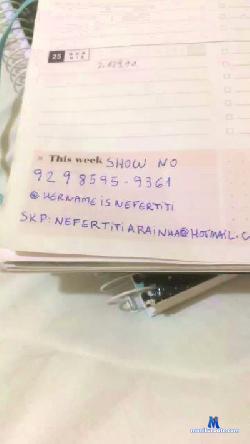 25
This week SHOW NO
92 98595-9361
@HERNAMEISNEFERTITI
SKP: NEFERTITIARAINHA@HOTMAIL.C
M